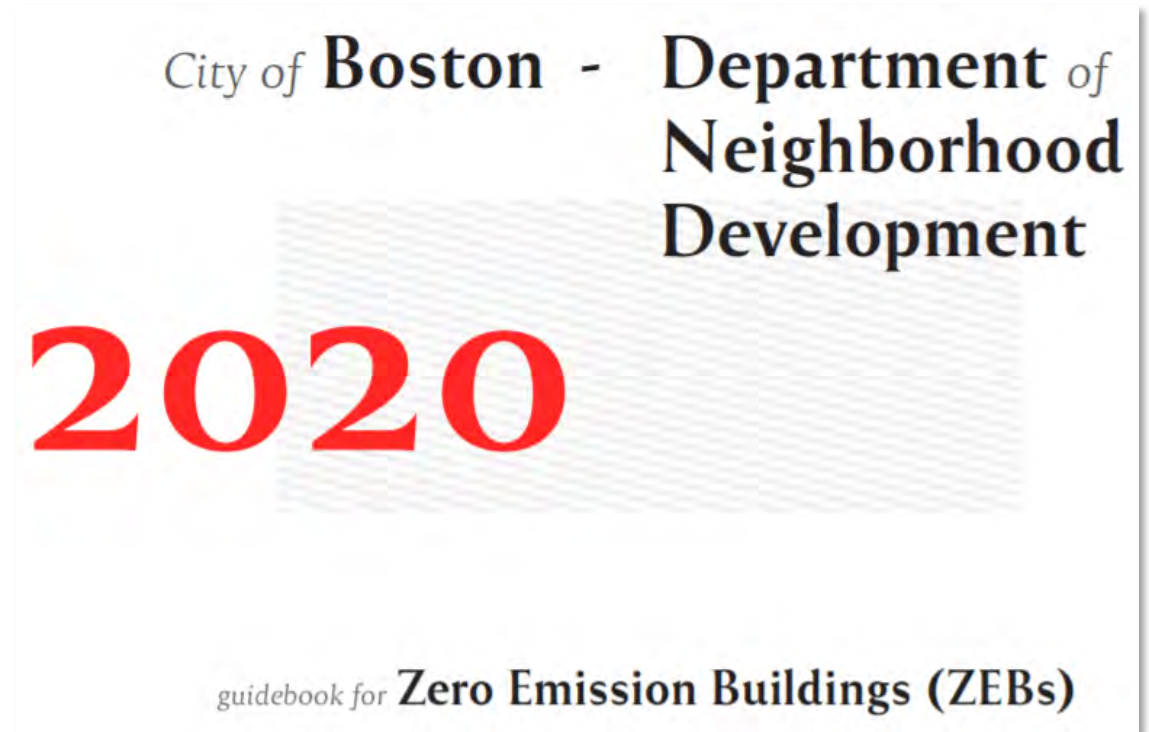 City of Boston - Department of
Neighborhood
Development
2020
guidebook for Zero Emission Buildings (ZEBs)